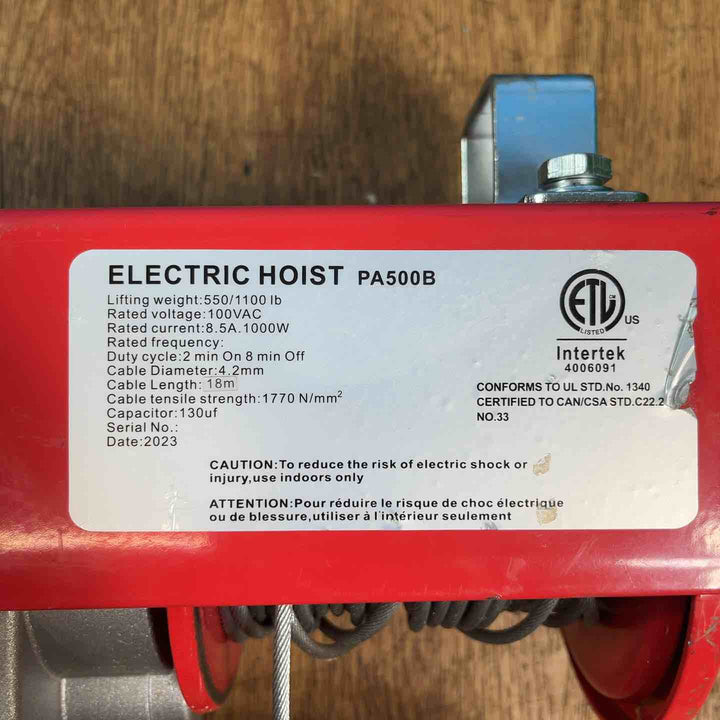 ELECTRIC HOIST PA500B
Lifting weight:550/1100 lb
Rated voltage:100VAC
Rated current:8.5A.1000W
Rated frequency:
Duty cycle:2 min On 8 min Off
Cable Diameter:4.2mm
Cable Length:18m
Cable tensile strength:1770 N/mm²
Capacitor:130uf
Serial No.:
Date:2023
ETL CM
LISTED
US
Intertek
4006091
CONFORMS TO UL STD.No. 1340
CERTIFIED TO CAN/CSA STD.C22.2
NO.33
CAUTION:To reduce the risk of electric shock or
injury,use indoors only
ATTENTION:Pour réduire le risque de choc électrique
ou de blessure,utiliser à l'intérieur seulement